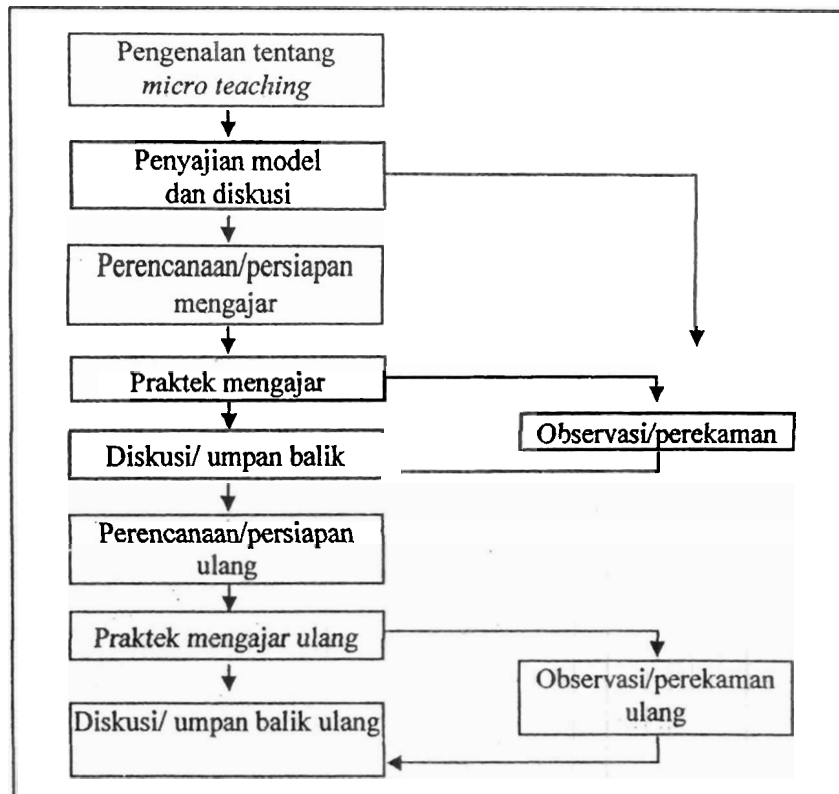 Pengenalan tentang
micro teaching
Penyajian model
dan diskusi
Perencanaan/persiapan
mengajar
Praktek mengajar
Observasi/perekaman
Diskusi/ umpan balik
Perencanaan/persiapan
ulang
Praktek mengajar ulang
Observasi/perekaman
ulang
Diskusi/ umpan balik ulang